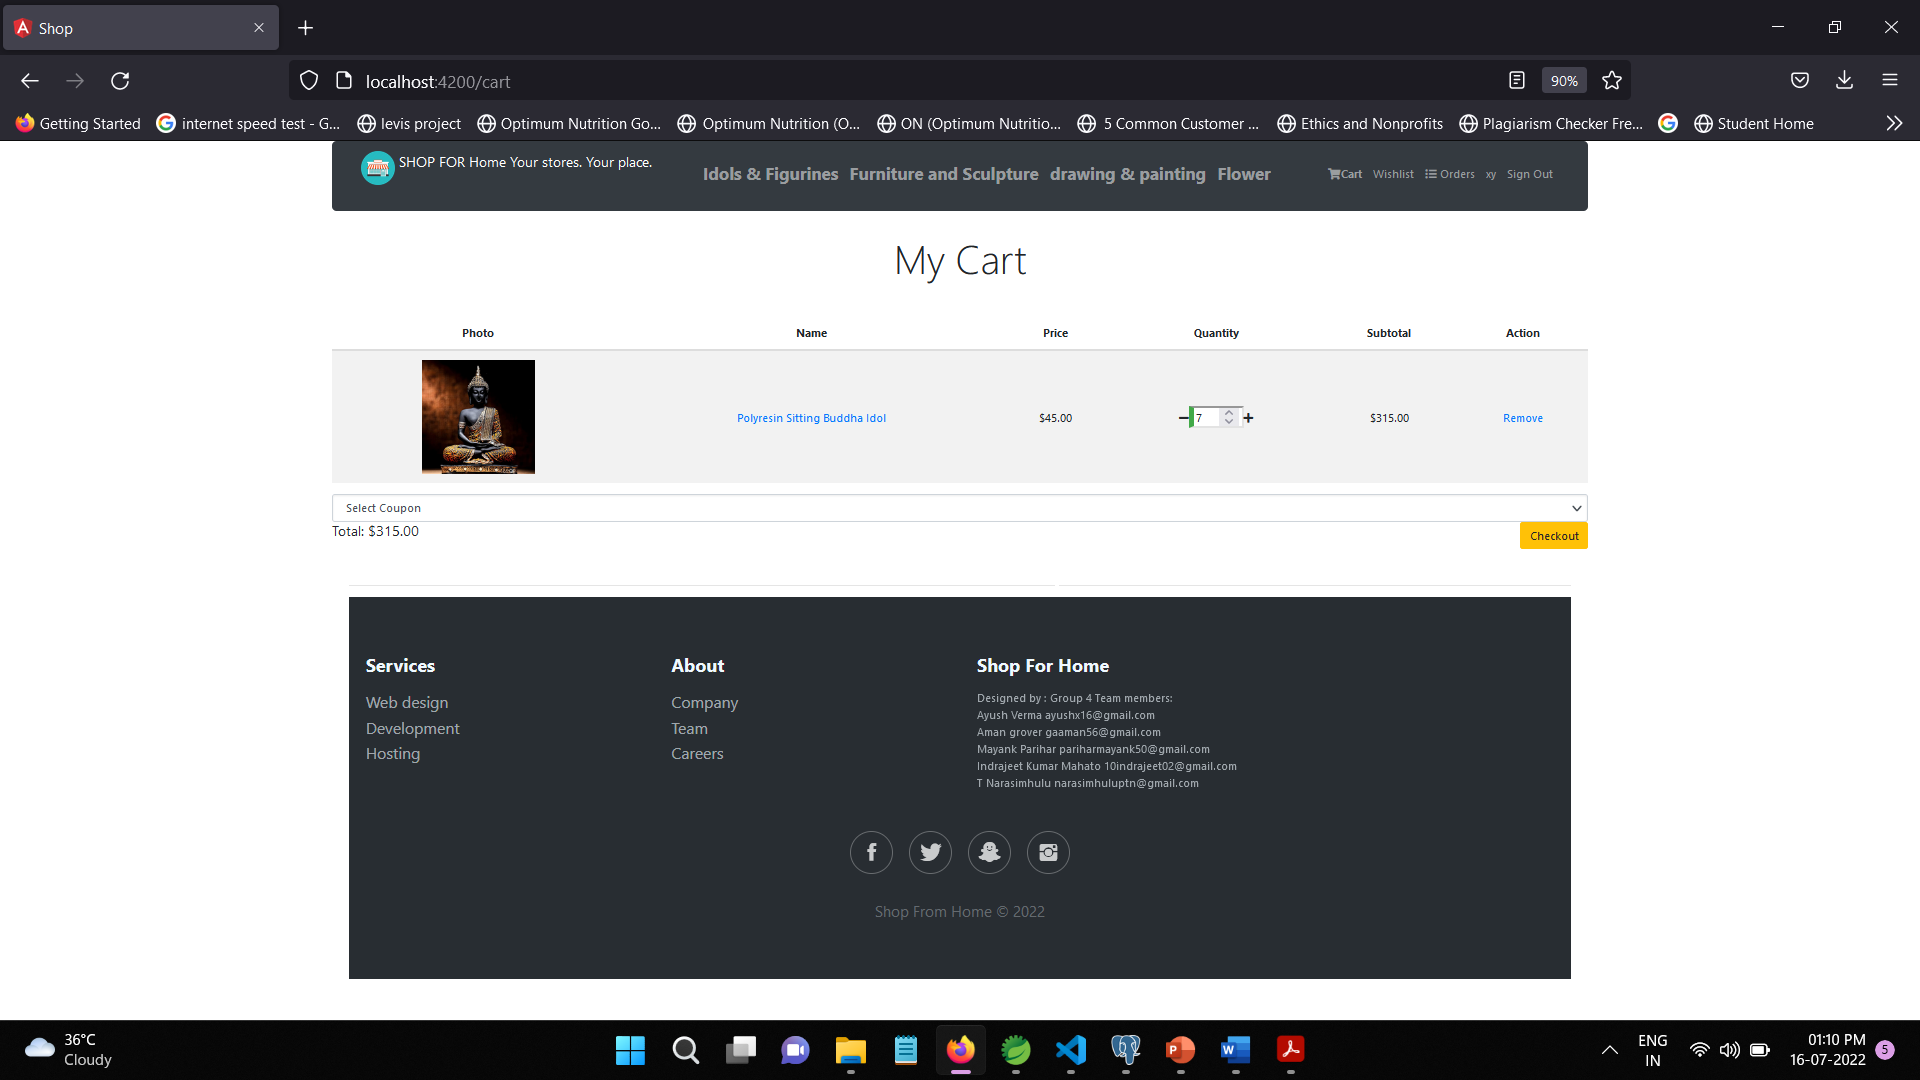 Shop
localhost:4200/cart
90%
Getting Started
internet speed test - G...
levis project
Optimum Nutrition Go...
Optimum Nutrition (O...
ON (Optimum Nutritio...
5 Common Customer ...
Ethics and Nonprofits
Plagiarism Checker Fre...
Student Home
SHOP FOR Home Your stores. Your place.
Idols & Figurines Furniture and Sculpture drawing & painting Flower
Cart Wishlist Orders xy Sign Out
My Cart
Photo Name Price Quantity Subtotal Action
Polyresin Sitting Buddha Idol $45.00 7 $315.00 Remove
Select Coupon
Total: $315.00
Checkout
Services
Web design
Development
Hosting
About
Company
Team
Careers
Shop For Home
Designed by : Group 4 Team members:
Ayush Verma ayushx16@gmail.com
Aman grover gaaman56@gmail.com
Mayank Parihar pariharmayank50@gmail.com
Indrajeet Kumar Mahato 10indrajeet02@gmail.com
T Narasimhulu narasimhuluptn@gmail.com
Shop From Home © 2022
36°C
Cloudy
ENG
IN
01:10 PM
16-07-2022
5